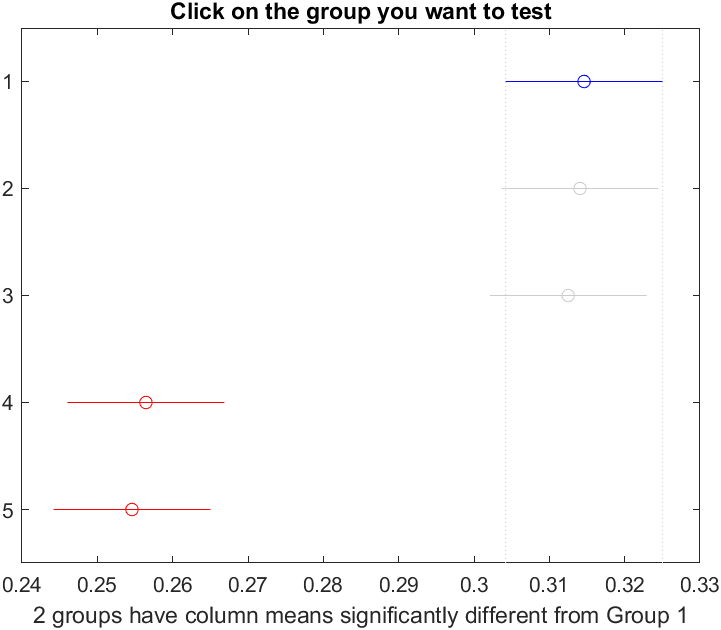 Click on the group you want to test
1
2
3
4
5
0.24 0.25 0.26 0.27 0.28 0.29 0.3 0.31 0.32 0.33
2 groups have column means significantly different from Group 1